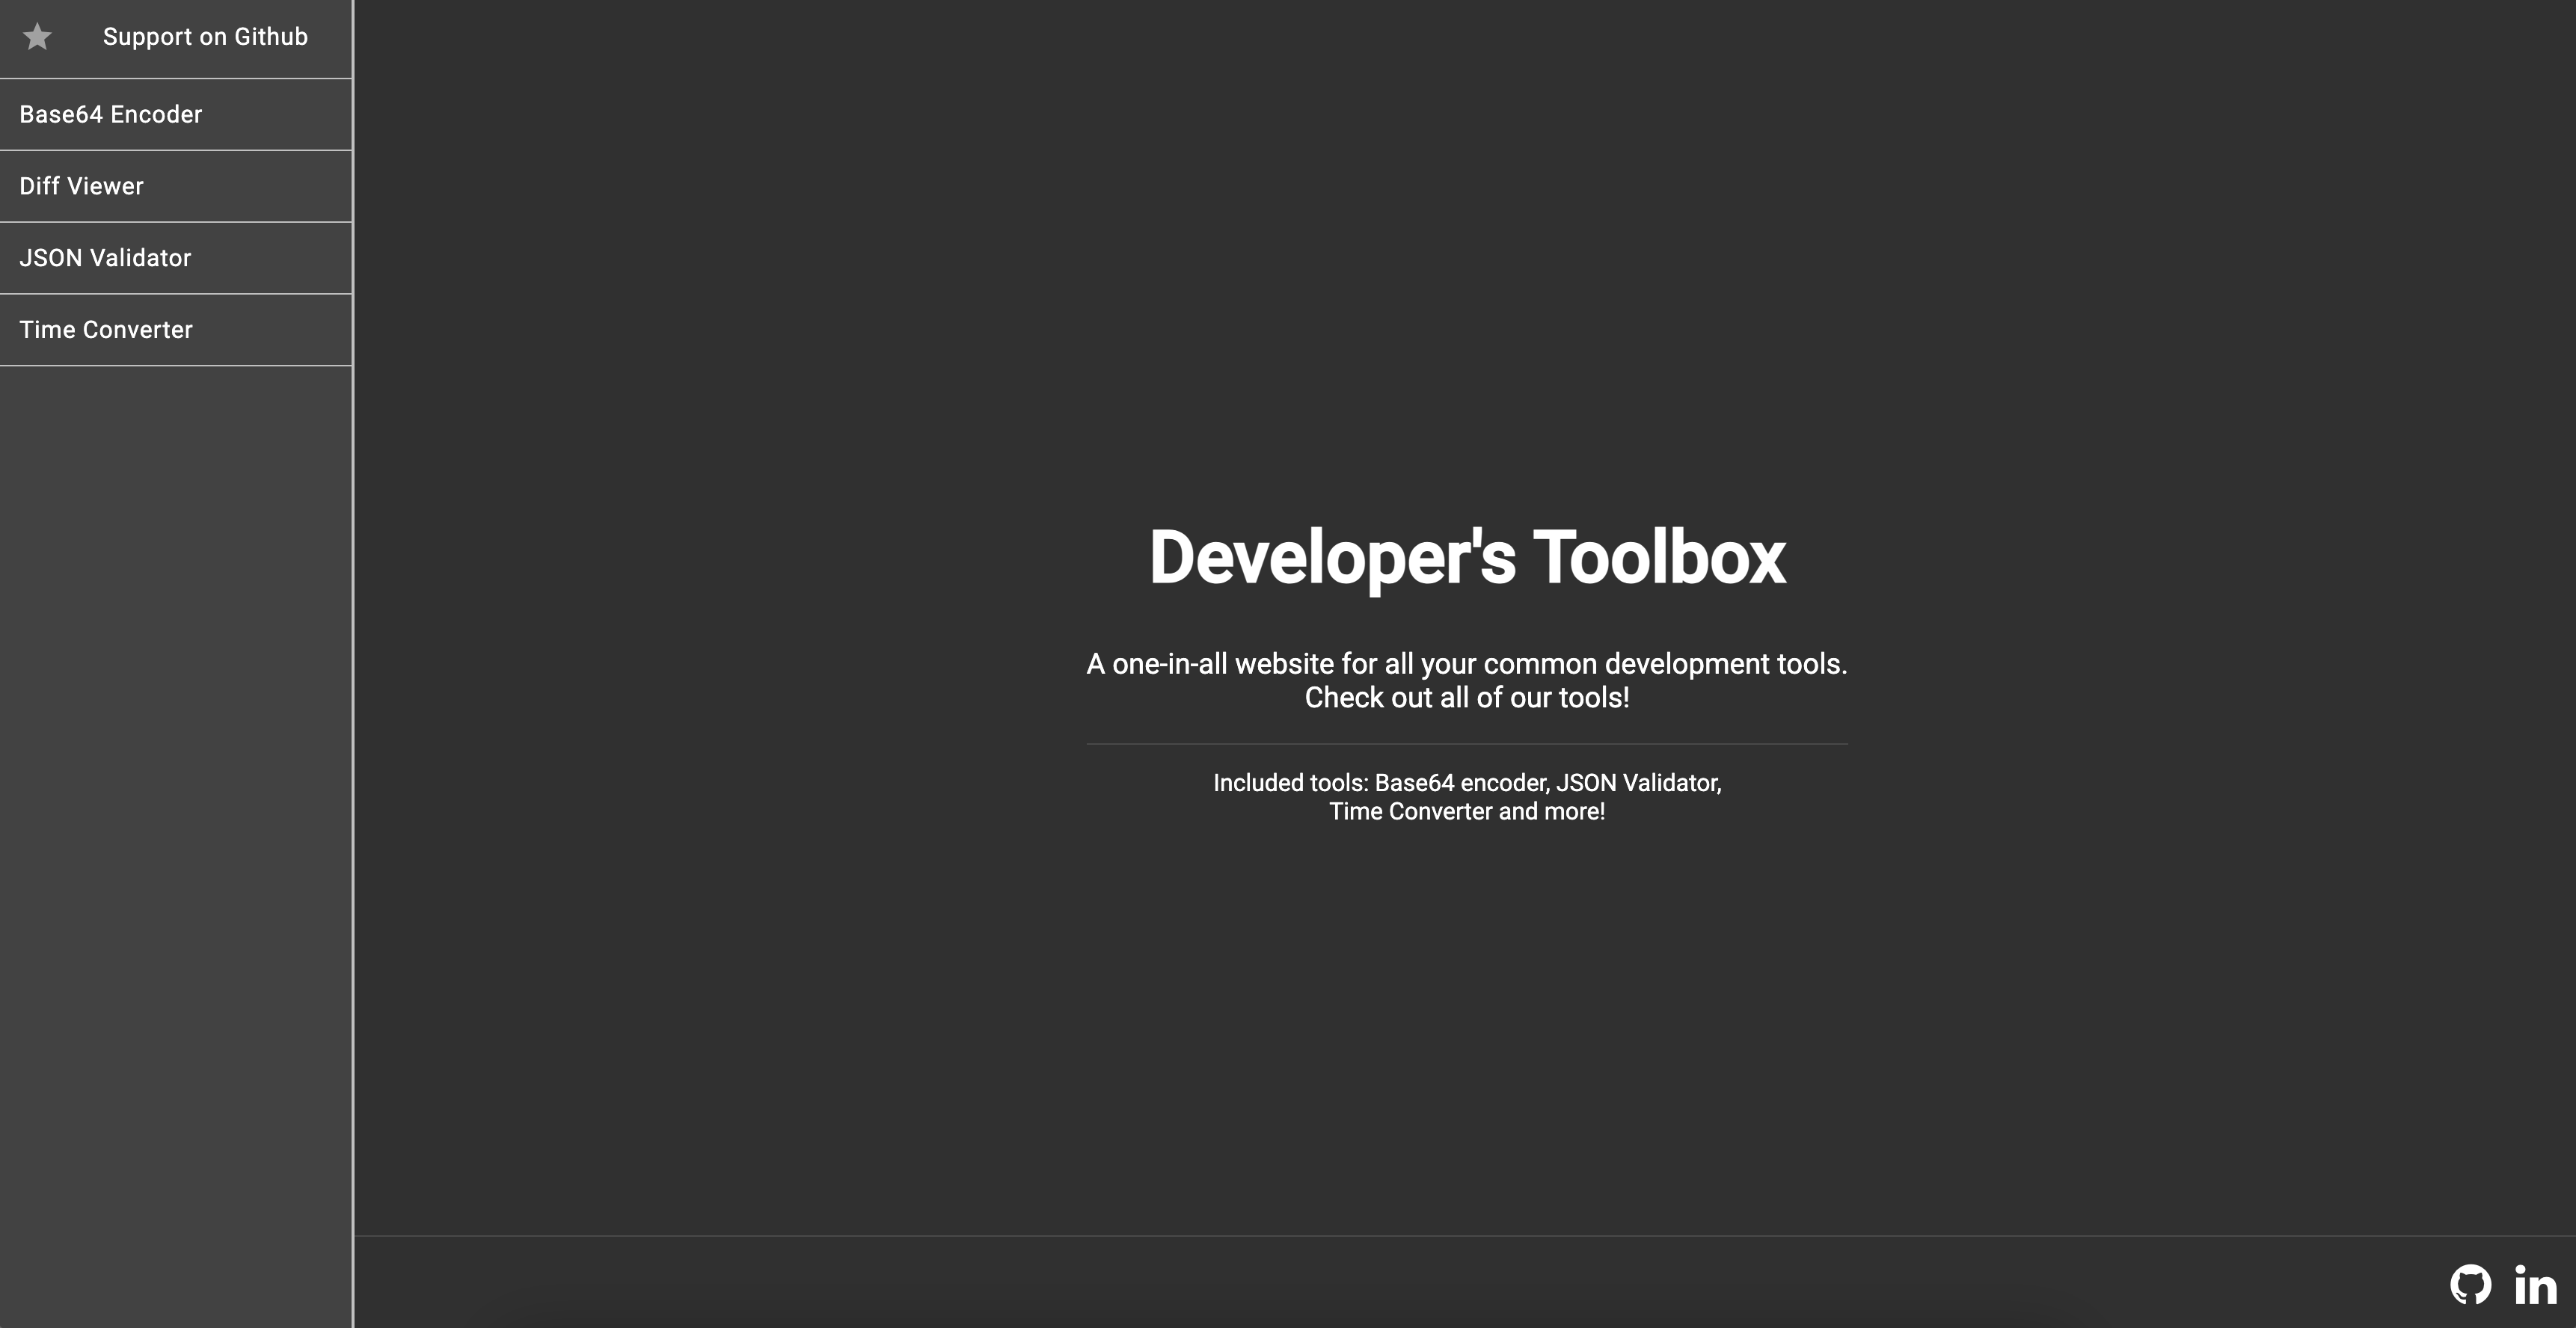 Support on Github
Base64 Encoder
Diff Viewer
JSON Validator
Time Converter
Developer's Toolbox
A one-in-all website for all your common development tools.
Check out all of our tools!
Included tools: Base64 encoder, JSON Validator,
Time Converter and more!
in